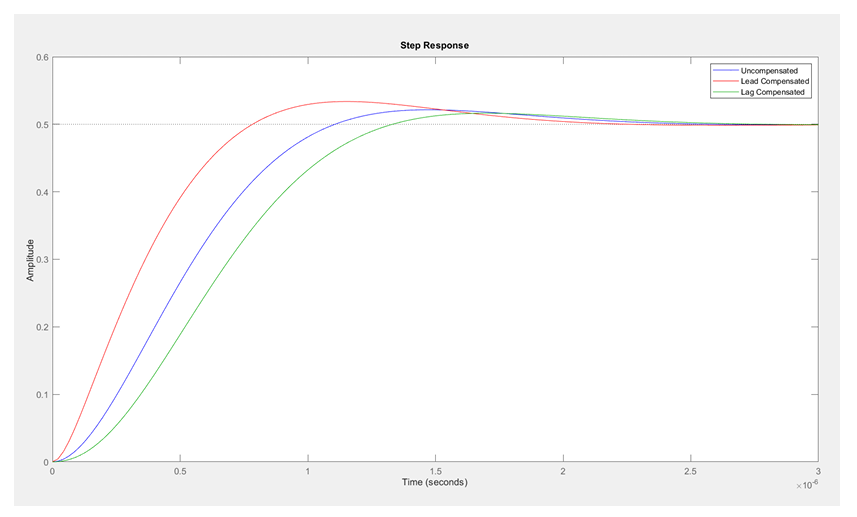 Step Response
Uncompensated
Lead Compensated
Lag Compensated
Amplitude
0.6
0.5
0.4
0.3
0.2
0.1
0
0 0.5 1 1.5 2 2.5 3
Time (seconds)
×10⁻⁶